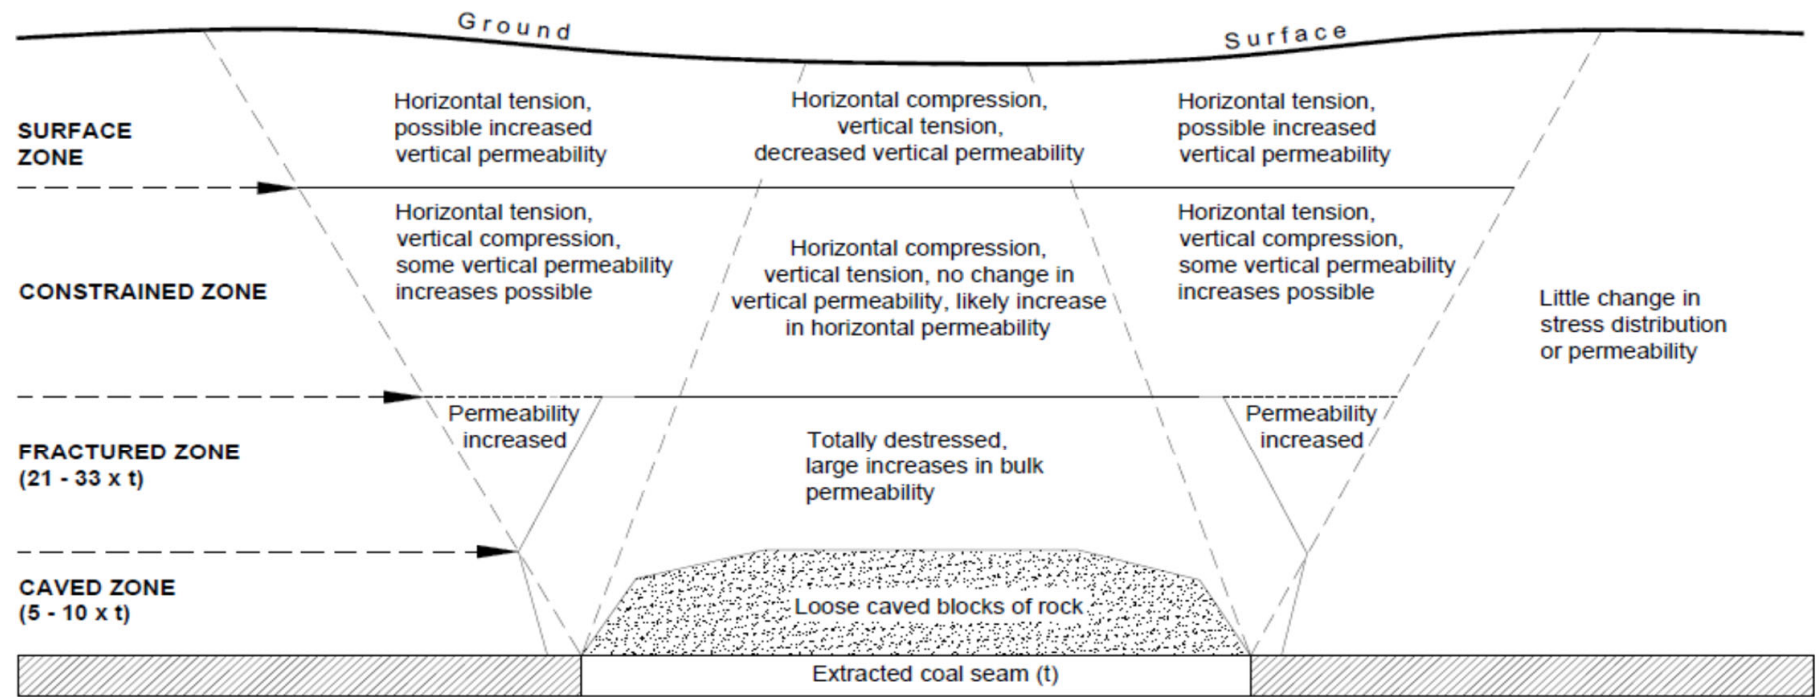 Ground
Surface
SURFACE
ZONE
Horizontal tension,
possible increased
vertical permeability
Horizontal compression,
vertical tension,
decreased vertical permeability
Horizontal tension,
possible increased
vertical permeability
CONSTRAINED ZONE
Horizontal tension,
vertical compression,
some vertical permeability
increases possible
Horizontal compression,
vertical tension, no change in
vertical permeability, likely increase
in horizontal permeability
Horizontal tension,
vertical compression,
some vertical permeability
increases possible
Little change in
stress distribution
or permeability
FRACTURED ZONE
(21 - 33 x t)
Permeability
increased
Totally destressed,
large increases in bulk
permeability
Permeability
increased
CAVED ZONE
(5 - 10 x t)
Loose caved blocks of rock
Extracted coal seam (t)